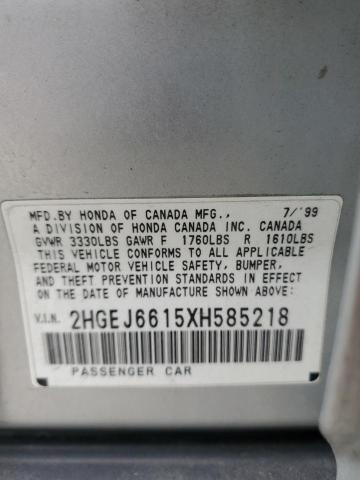 MFD.BY HONDA OF CANADA MFG., 7/'99
A DIVISION OF HONDA CANADA INC. CANADA
GVWR 3330LBS GAWR F 1760LBS R 1610LBS
THIS VEHICLE CONFORMS TO ALL APPLICABLE
FEDERAL MOTOR VEHICLE SAFETY, BUMPER,
AND THEFT PREVENTION STANDARDS IN EFFECT
ON THE DATE OF MANUFACTURE SHOWN ABOVE.
V.I.N. 2HGEJ6615XH585218
PASSENGER CAR